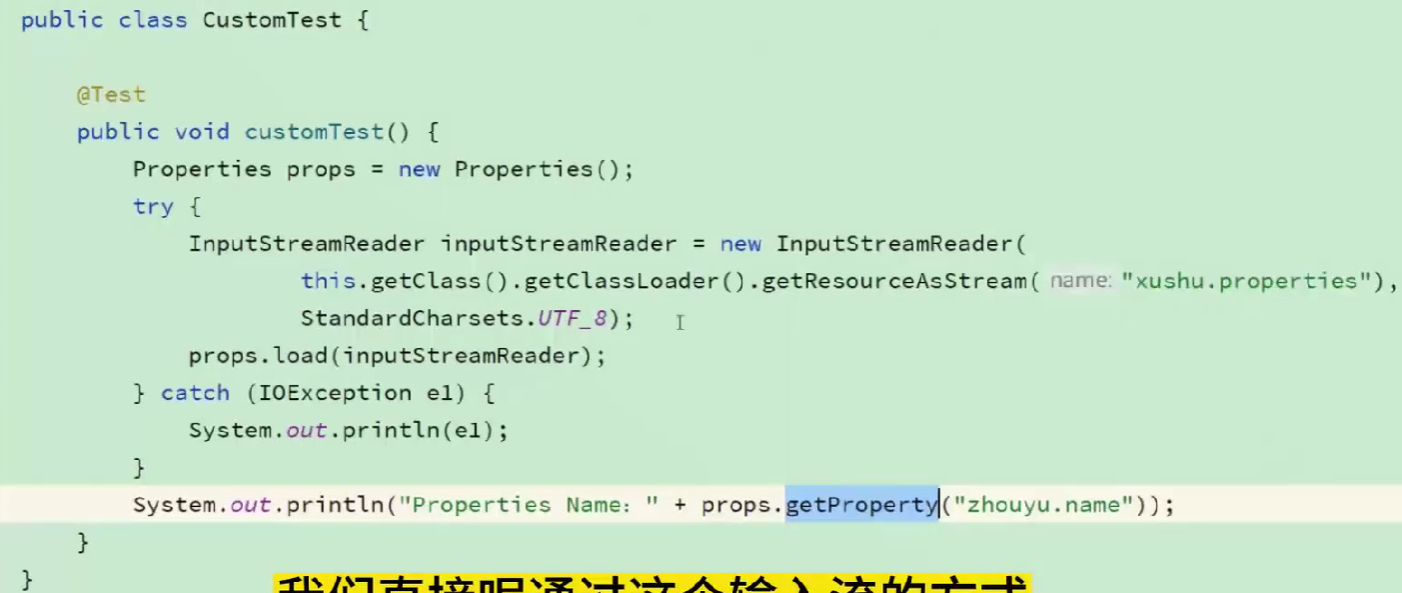 public class CustomTest {
@Test
public void customTest() {
Properties props = new Properties();
try {
InputStreamReader inputStreamReader = new InputStreamReader(
this.getClass().getClassLoader().getResourceAsStream( name: "xushu.properties"),
StandardCharsets.UTF_8);
props.load(inputStreamReader);
} catch (IOException e1) {
System.out.println(e1);
}
System.out.println("Properties Name: " + props.getProperty("zhouyu.name"));
}
}
我们直接呢通过这个输入流的方式